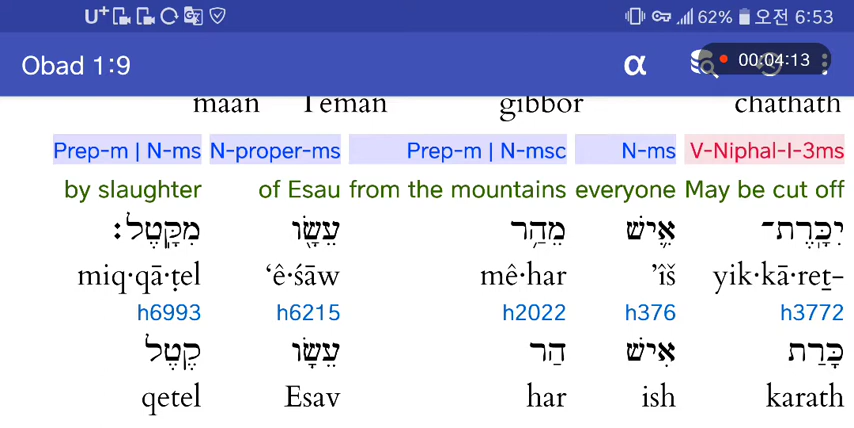 U+ 62% 오전 6:53
Obad 1:9 α 00:04:13
maan Teman gibbor chathath
Prep-m | N-ms N-proper-ms Prep-m | N-msc N-ms V-Niphal-I-3ms
by slaughter of Esau from the mountains everyone May be cut off
יִכָּֽרֶת־ אִ֛ישׁ מֵהַ֥ר עֵשָׂ֖ו מִקָּֽטֶל׃
miq·qā·ṭel ‘ê·śāw mê·har ’îš yik·kā·reṯ-
h6993 h6215 h2022 h376 h3772
כָּרַת אִישׁ הַר עֵשָׂו קֶטֶל
qetel Esav har ish karath